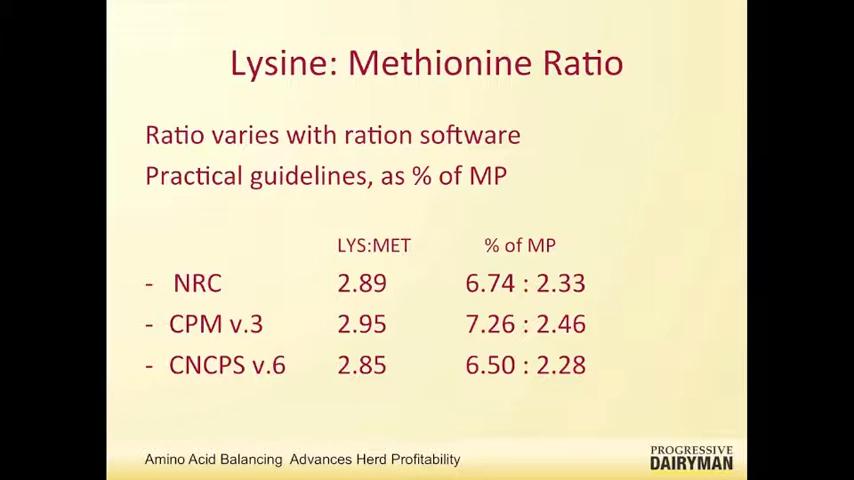 Lysine: Methionine Ratio
Ratio varies with ration software
Practical guidelines, as % of MP
LYS:MET % of MP
- NRC 2.89 6.74 : 2.33
- CPM v.3 2.95 7.26 : 2.46
- CNCPS v.6 2.85 6.50 : 2.28
Amino Acid Balancing Advances Herd Profitability
PROGRESSIVE
DAIRYMAN